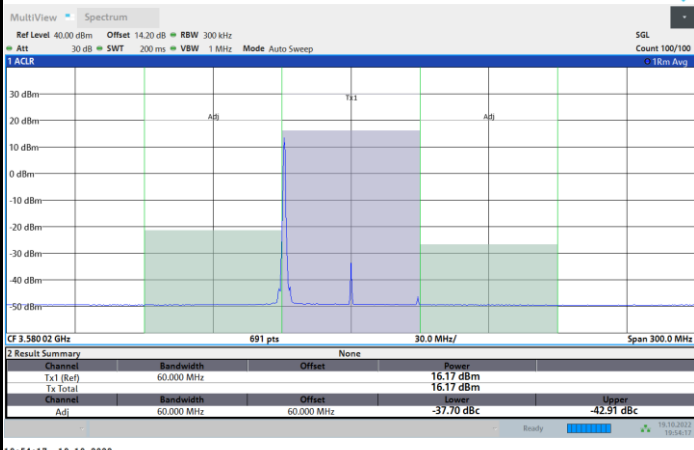 MultiView Spectrum
Ref Level 40.00 dBm Offset 14.20 dB RBW 300 kHz SGL
Att 30 dB SWT 200 ms VBW 1 MHz Mode Auto Sweep Count 100/100
1 ACLR 1Rm Avg
30 dBm
Tx1
20 dBm
Adj Adj
10 dBm
0 dBm
-10 dBm
-20 dBm
-30 dBm
-40 dBm
-50 dBm
CF 3.580 02 GHz 691 pts 30.0 MHz/ Span 300.0 MHz
2 Result Summary None
Channel Bandwidth Offset Power
Tx1 (Ref) 60.000 MHz 16.17 dBm
Tx Total 16.17 dBm
Channel Bandwidth Offset Lower Upper
Adj 60.000 MHz 60.000 MHz -37.70 dBc -42.91 dBc
Ready 19.10.2022
19:54:17